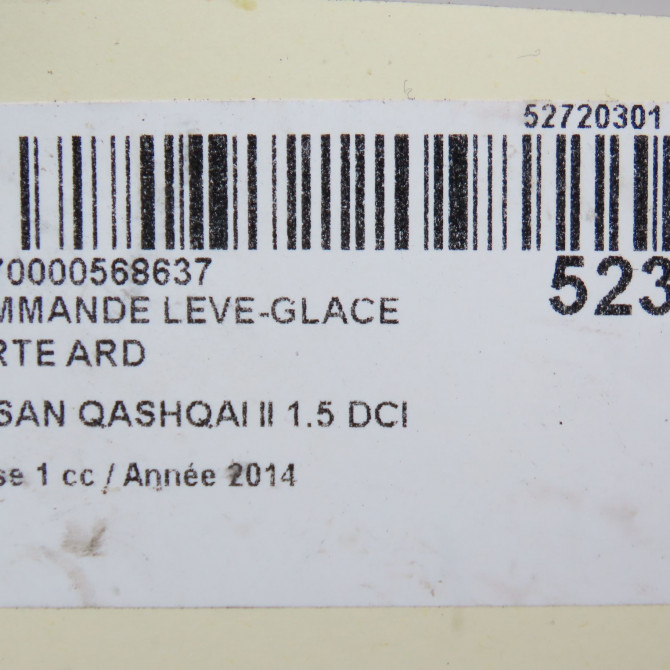 52720301
70000568637
523
MMANDE LEVE-GLACE
RTE ARD
SAN QASHQAI II 1.5 DCI
se 1 cc / Année 2014